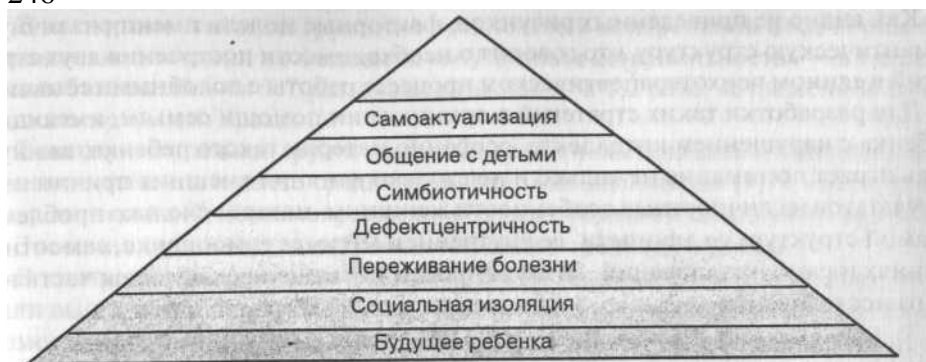 Самоактуализация
Общение с детьми
Симбиотичность
Дефектцентричность
Переживание болезни
Социальная изоляция
Будущее ребенка